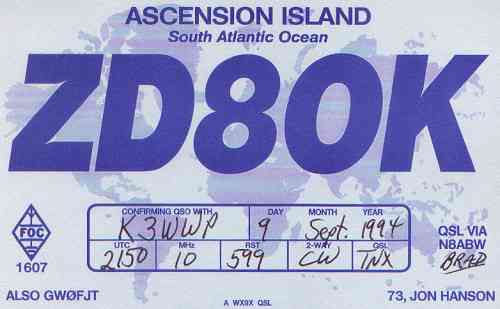 ASCENSION ISLAND
South Atlantic Ocean
ZD8OK
CONFIRMING QSO WITH DAY MONTH YEAR
K3WWP 9 Sept. 1994
UTC MHz RST 2-WAY QSL
2150 10 599 CW TNX
FOC
1607
QSL VIA
N8ABW
BRAD
ALSO GWØFJT
73, JON HANSON
A WX9X QSL